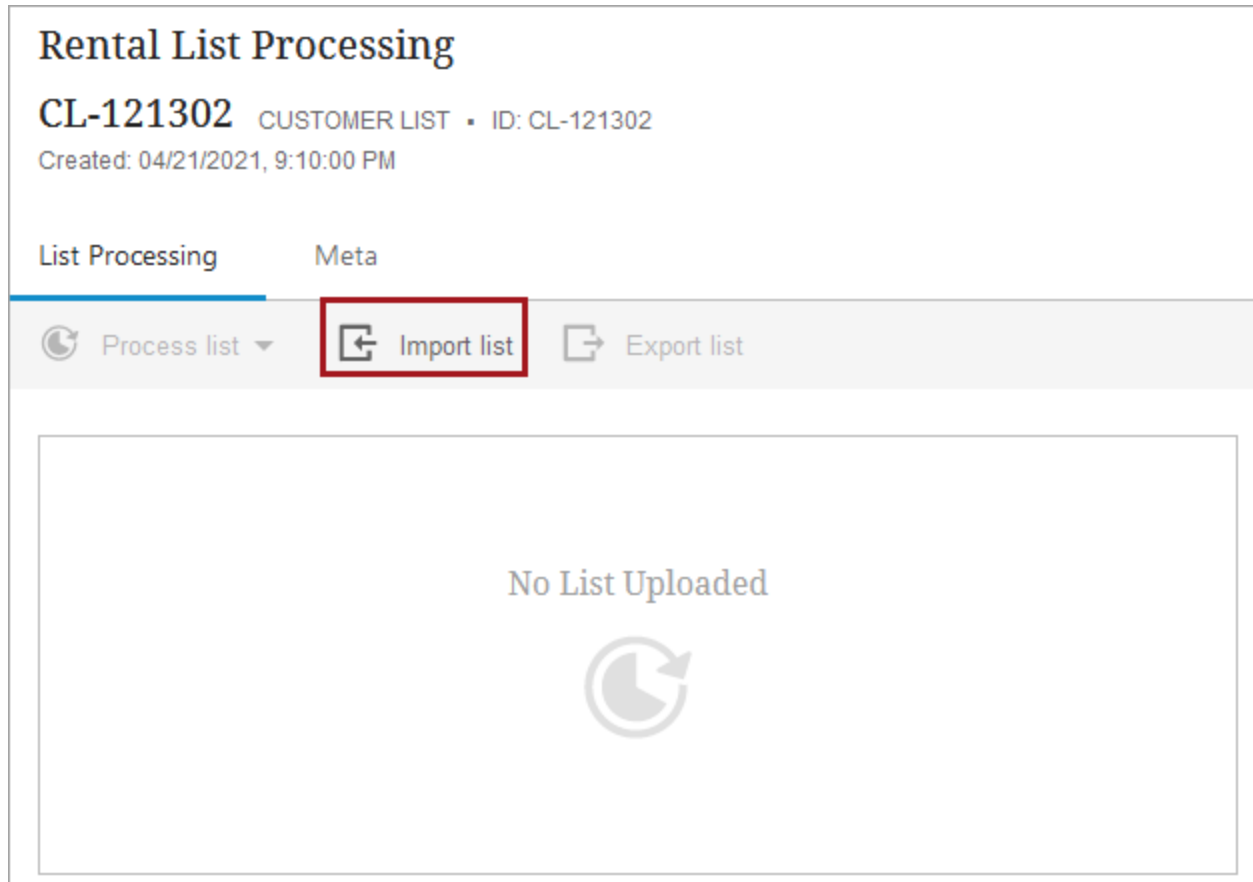 Rental List Processing
CL-121302 CUSTOMER LIST ▪ ID: CL-121302
Created: 04/21/2021, 9:10:00 PM
List Processing Meta
Process list Import list Export list
No List Uploaded